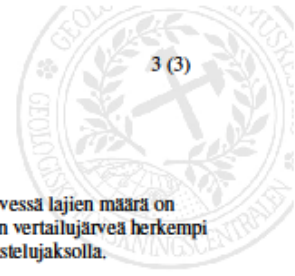 3 (3)
vessä lajien määrä on
n vertailujärveä herkempi
stelujaksolla.